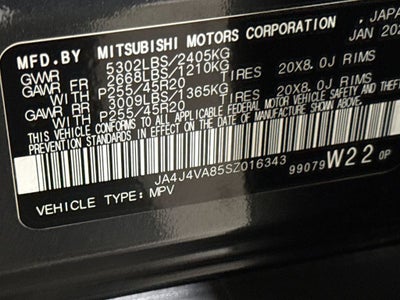 MFD.BY MITSUBISHI MOTORS CORPORATION, JAPA
GVWR 5302LBS/2405KG JAN 202
GAWR FR 2668LBS/1210KG
WITH P255/45R20 TIRES 20X8.0J RIMS
GAWR RR 3009LBS/1365KG
WITH P255/45R20 TIRES 20X8.0J RIMS
THIS VEHICLE CONFORMS TO ALL APPLICABLE FEDERAL MOTOR VEHICLE SAFETY AND THEFT
PREVENTION STANDARDS IN EFFECT ON THE DATE OF MANUFACTURE SHOWN ABOVE.
JA4J4VA85SZ016343
VEHICLE TYPE: MPV 99079 W22 0P